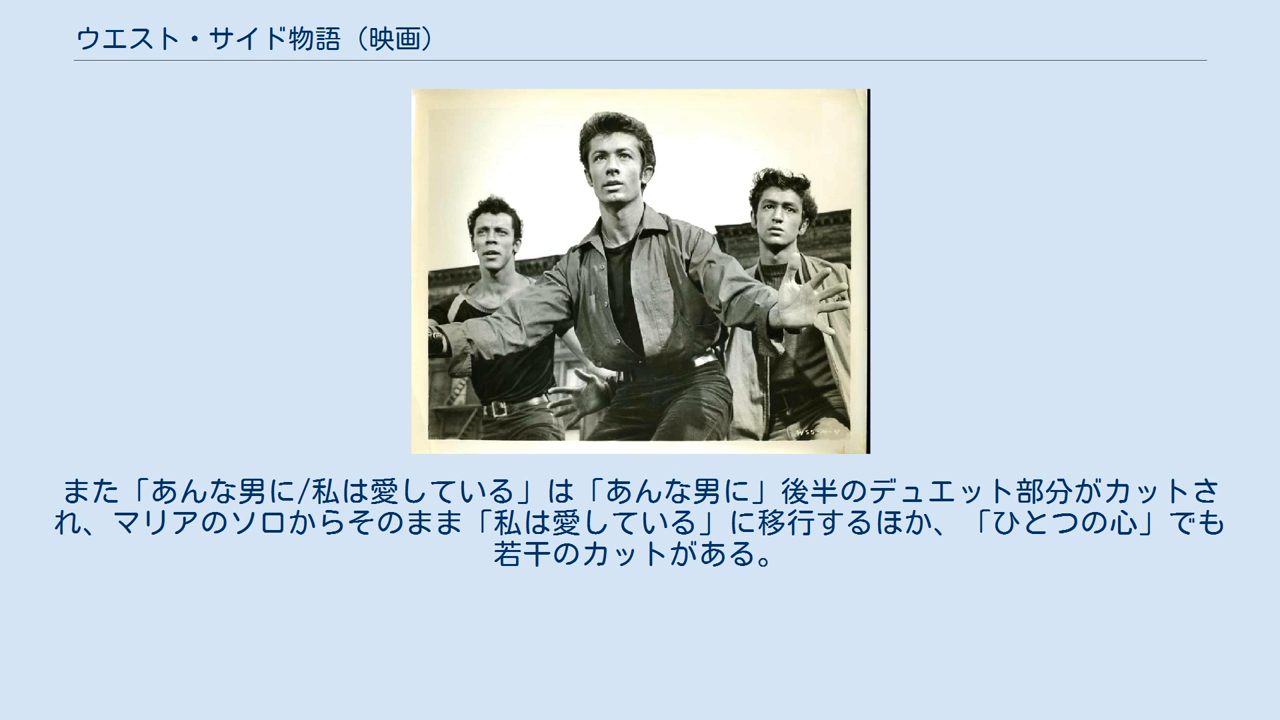 ウエスト・サイド物語（映画）
また「あんな男に/私は愛している」は「あんな男に」後半のデュエット部分がカットさ
れ、マリアのソロからそのまま「私は愛している」に移行するほか、「ひとつの心」でも
若干のカットがある。